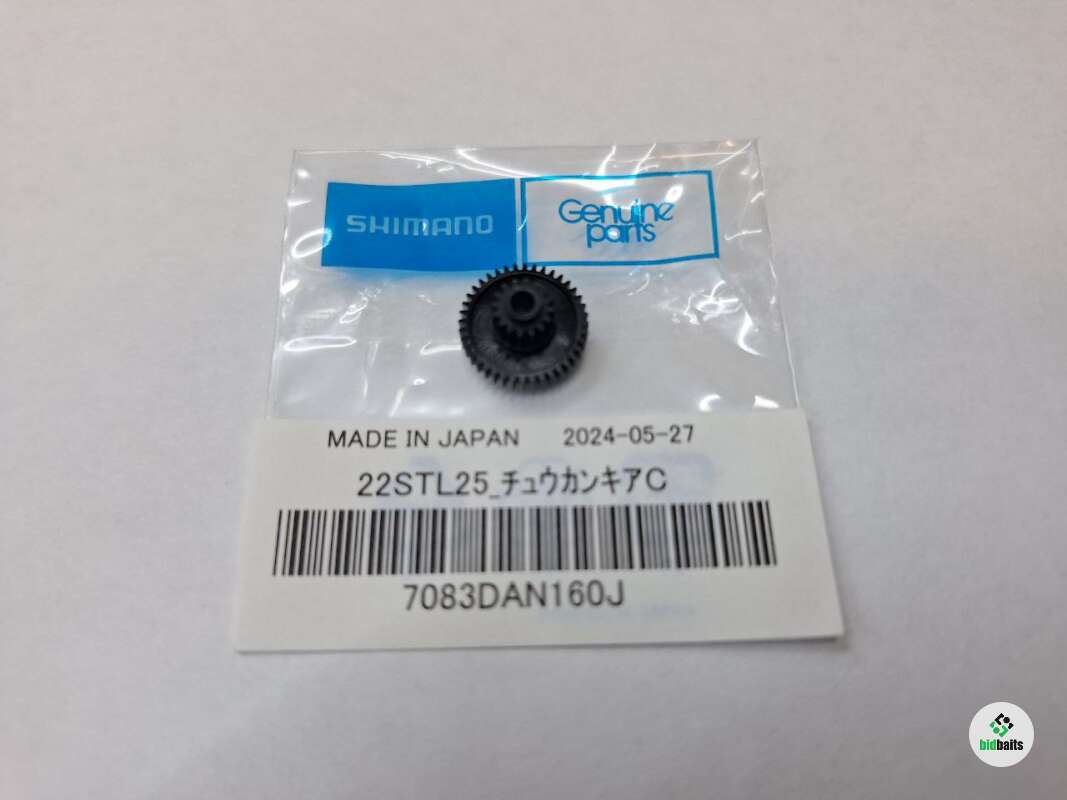 SHIMANO
Genuine
parts
MADE IN JAPAN 2024-05-27
22STL25_チュウカンキアC
7083DAN160J
bidbaits